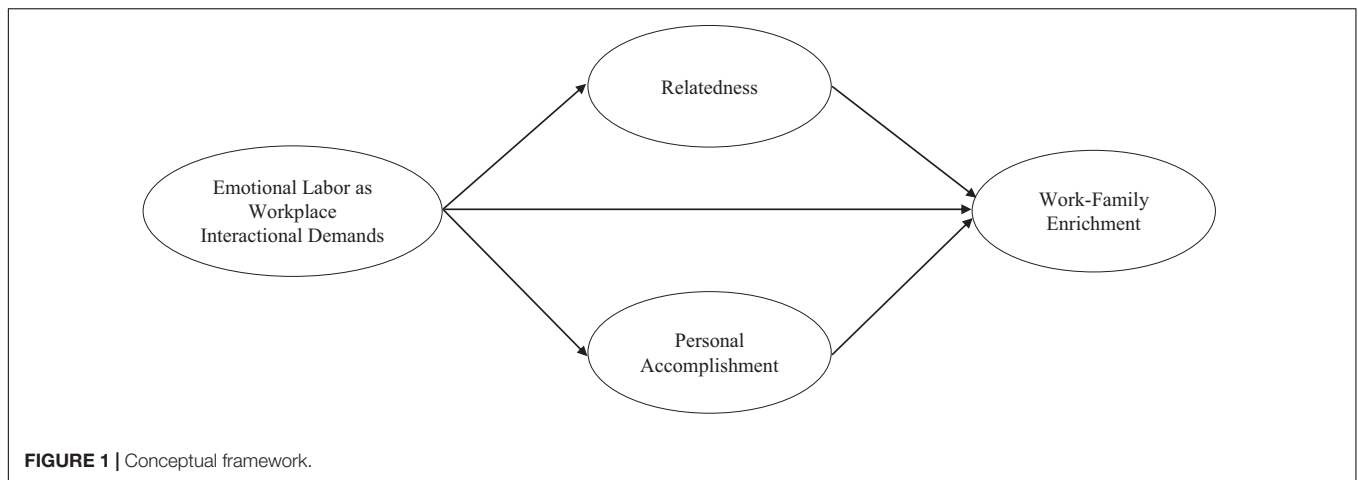 Relatedness
Emotional Labor as
Workplace
Interactional Demands
Work-Family
Enrichment
Personal
Accomplishment
FIGURE 1 | Conceptual framework.